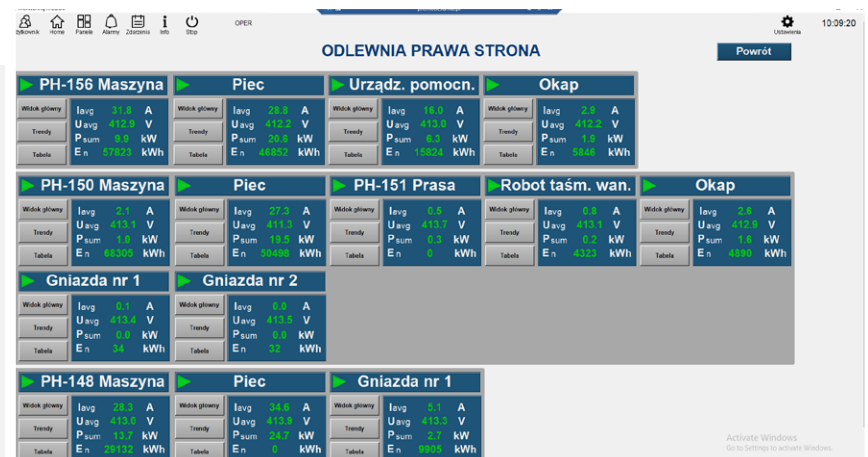 żytkownik Home Panele Alarmy Zdarzenia Info Stop OPER Ustawienia 10:09:20
ODLEWNIA PRAWA STRONA Powrót
PH-156 Maszyna Piec Urządz. pomocn. Okap
Widok główny Iavg 31.8 A Widok główny Iavg 28.8 A Widok główny Iavg 16.0 A Widok główny Iavg 2.9 A
Uavg 412.9 V Uavg 412.2 V Uavg 413.0 V Uavg 412.2 V
Trendy Psum 9.9 kW Trendy Psum 20.6 kW Trendy Psum 6.3 kW Trendy Psum 1.9 kW
Tabela En 57823 kWh Tabela En 46852 kWh Tabela En 15824 kWh Tabela En 5846 kWh
PH-150 Maszyna Piec PH-151 Prasa Robot taśm. wan. Okap
Widok główny Iavg 2.1 A Widok główny Iavg 27.3 A Widok główny Iavg 0.5 A Widok główny Iavg 0.8 A Widok główny Iavg 2.6 A
Uavg 413.1 V Uavg 411.3 V Uavg 413.7 V Uavg 413.1 V Uavg 412.9 V
Trendy Psum 1.0 kW Trendy Psum 19.5 kW Trendy Psum 0.3 kW Trendy Psum 0.2 kW Trendy Psum 1.6 kW
Tabela En 68305 kWh Tabela En 50498 kWh Tabela En 0 kWh Tabela En 4323 kWh Tabela En 4890 kWh
Gniazda nr 1 Gniazda nr 2
Widok główny Iavg 0.1 A Widok główny Iavg 0.0 A
Uavg 413.4 V Uavg 413.5 V
Trendy Psum 0.0 kW Trendy Psum 0.0 kW
Tabela En 34 kWh Tabela En 32 kWh
PH-148 Maszyna Piec Gniazda nr 1
Widok główny Iavg 28.3 A Widok główny Iavg 34.6 A Widok główny Iavg 5.1 A
Uavg 413.0 V Uavg 413.9 V Uavg 413.3 V
Trendy Psum 13.7 kW Trendy Psum 24.7 kW Trendy Psum 2.7 kW
Tabela En 29132 kWh Tabela En 0 kWh Tabela En 9905 kWh
Activate Windows
Go to Settings to activate Windows.